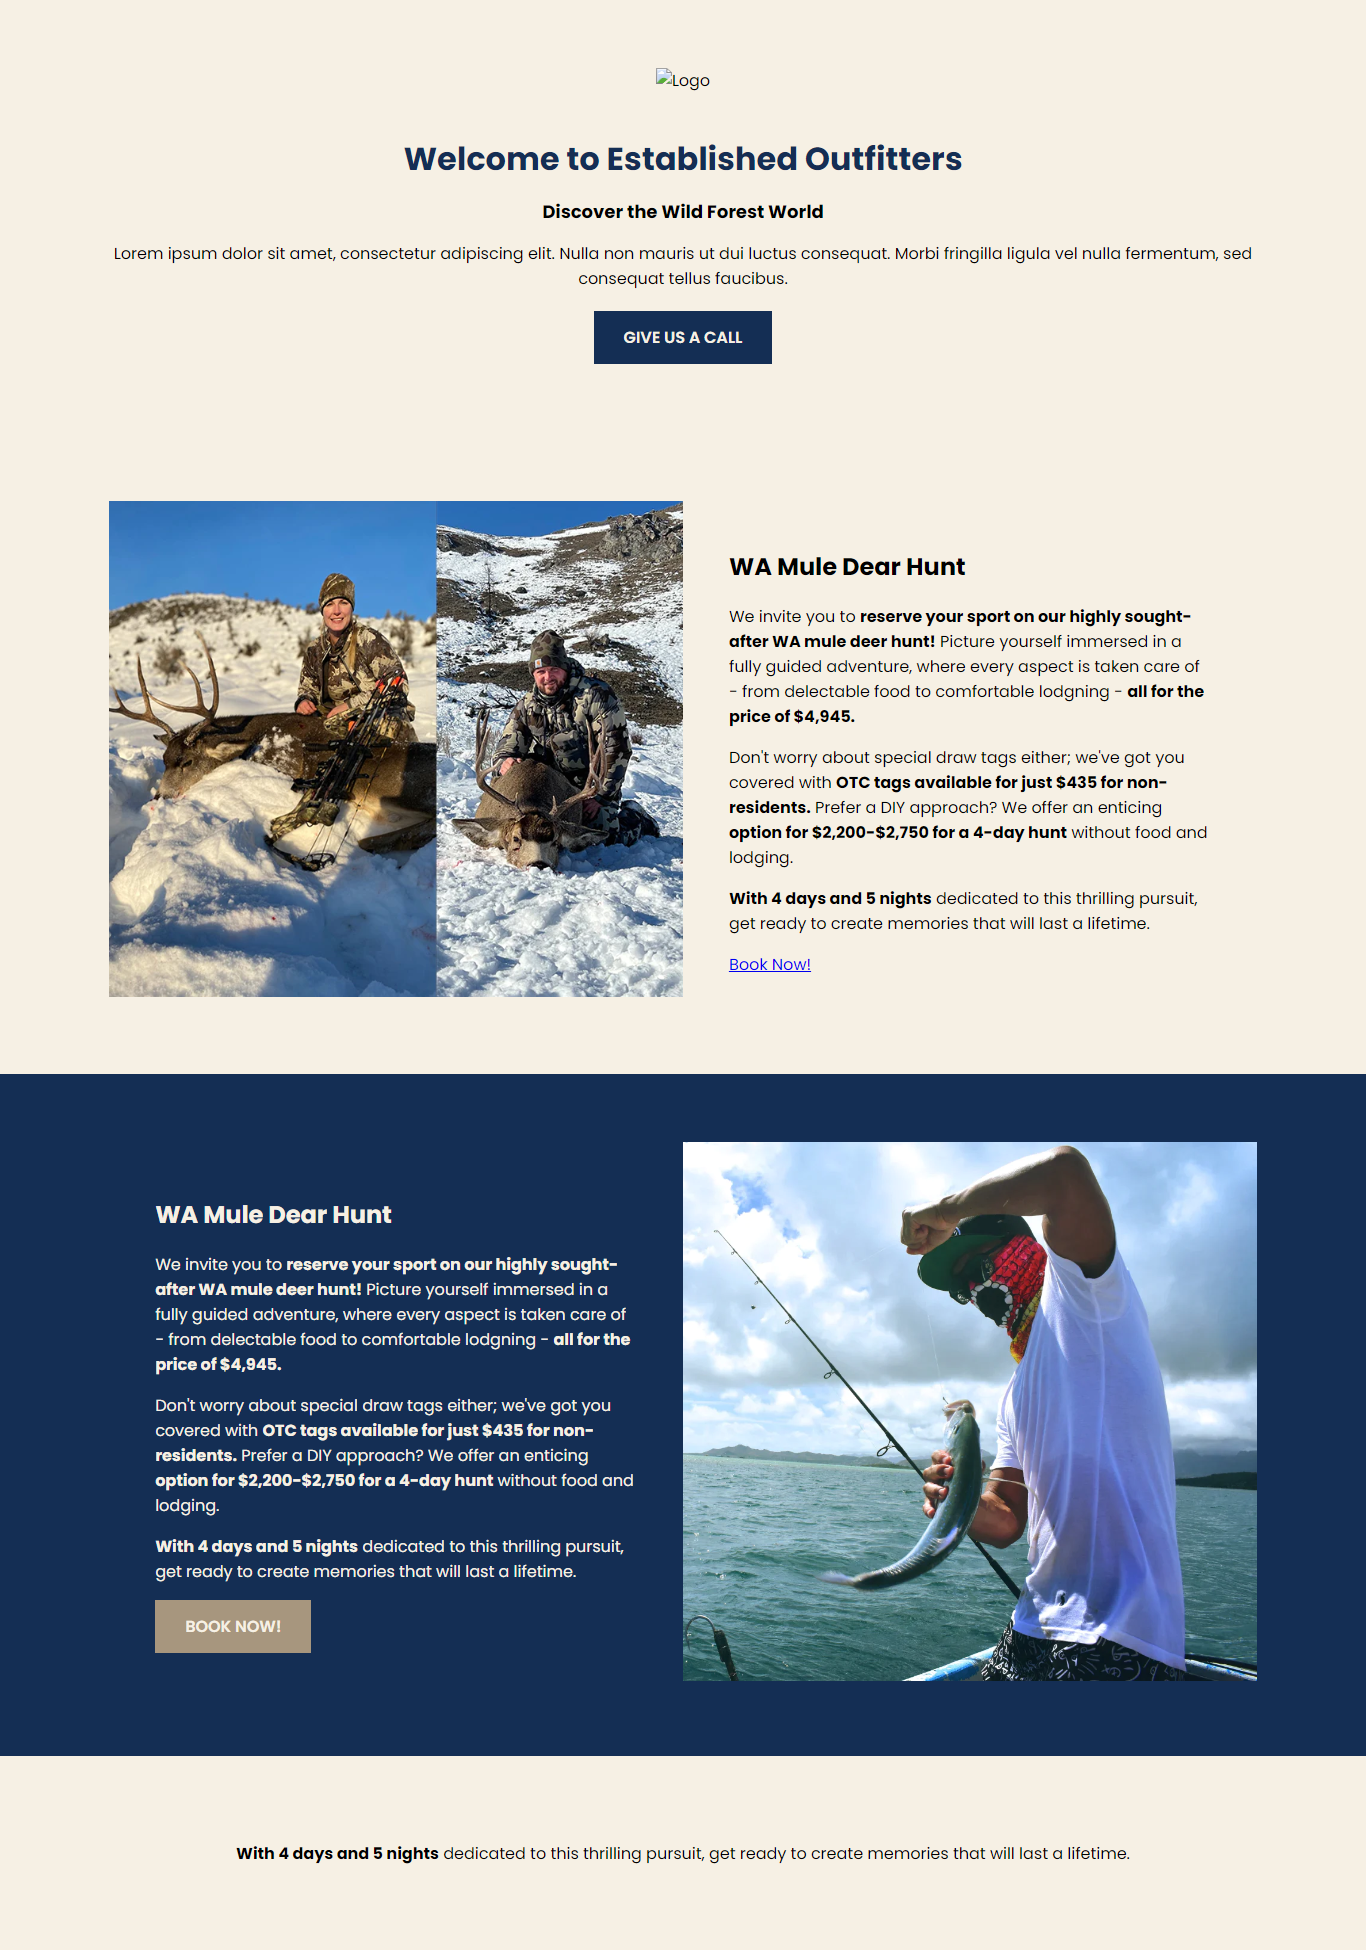 Logo
Welcome to Established Outfitters
Discover the Wild Forest World
Lorem ipsum dolor sit amet, consectetur adipiscing elit. Nulla non mauris ut dui luctus consequat. Morbi fringilla ligula vel nulla fermentum, sed
consequat tellus faucibus.
GIVE US A CALL
WA Mule Dear Hunt
We invite you to reserve your sport on our highly sought-
after WA mule deer hunt! Picture yourself immersed in a
fully guided adventure, where every aspect is taken care of
- from delectable food to comfortable lodgning - all for the
price of $4,945.
Don't worry about special draw tags either; we've got you
covered with OTC tags available for just $435 for non-
residents. Prefer a DIY approach? We offer an enticing
option for $2,200-$2,750 for a 4-day hunt without food and
lodging.
With 4 days and 5 nights dedicated to this thrilling pursuit,
get ready to create memories that will last a lifetime.
Book Now!
WA Mule Dear Hunt
We invite you to reserve your sport on our highly sought-
after WA mule deer hunt! Picture yourself immersed in a
fully guided adventure, where every aspect is taken care of
- from delectable food to comfortable lodgning - all for the
price of $4,945.
Don't worry about special draw tags either; we've got you
covered with OTC tags available for just $435 for non-
residents. Prefer a DIY approach? We offer an enticing
option for $2,200-$2,750 for a 4-day hunt without food and
lodging.
With 4 days and 5 nights dedicated to this thrilling pursuit,
get ready to create memories that will last a lifetime.
BOOK NOW!
With 4 days and 5 nights dedicated to this thrilling pursuit, get ready to create memories that will last a lifetime.